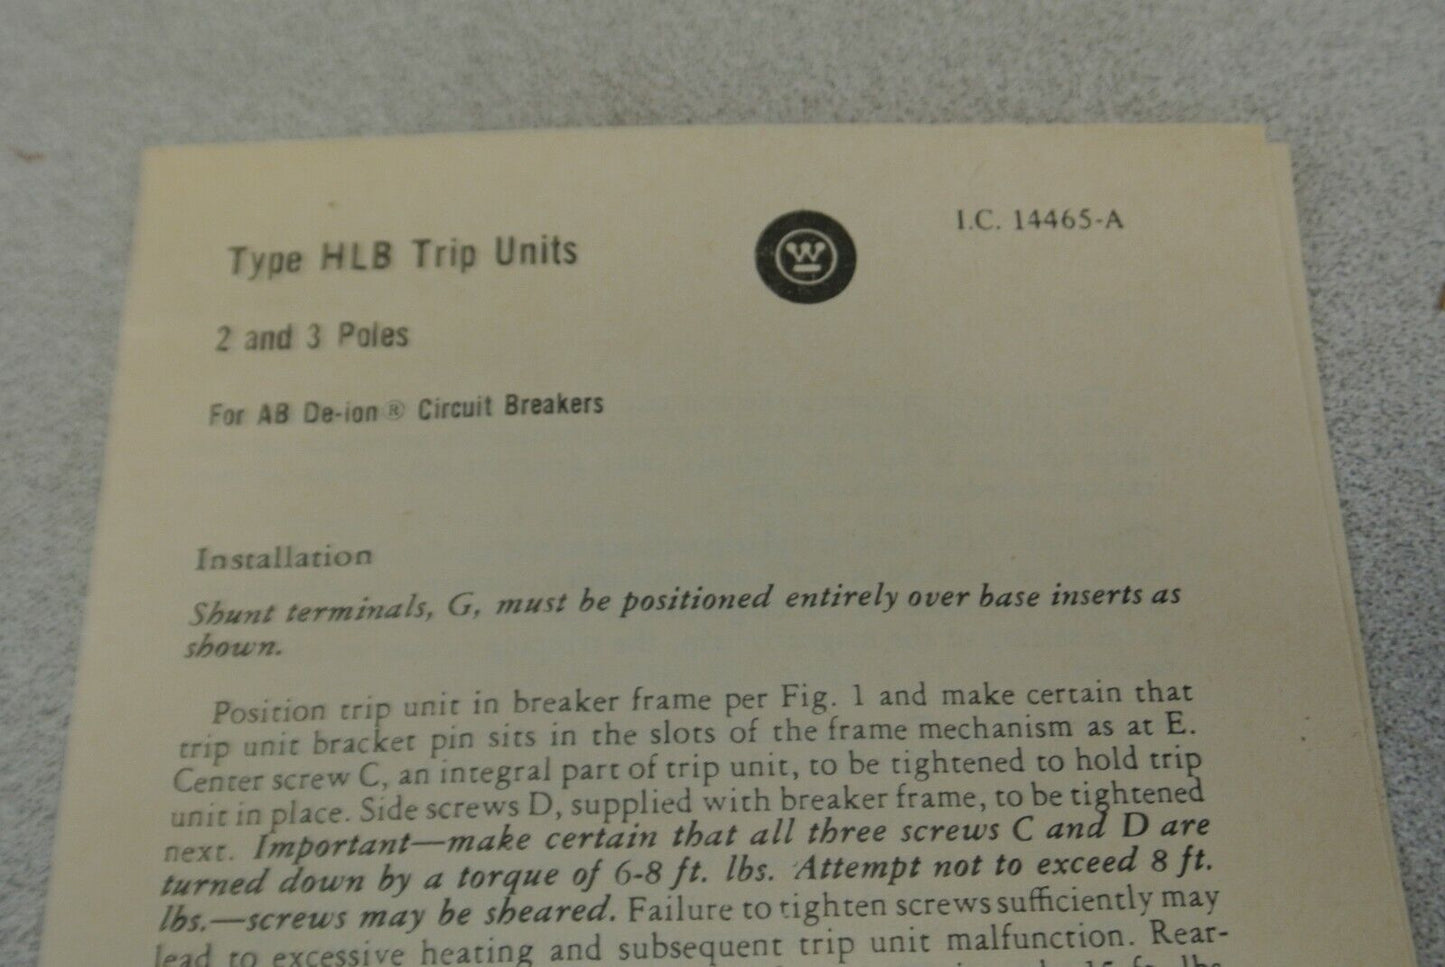 Type HLB Trip Units
I.C. 14465-A
W
2 and 3 Poles
For AB De-ion® Circuit Breakers
Installation
Shunt terminals, G, must be positioned entirely over base inserts as
shown.
Position trip unit in breaker frame per Fig. 1 and make certain that
trip unit bracket pin sits in the slots of the frame mechanism as at E.
Center screw C, an integral part of trip unit, to be tightened to hold trip
unit in place. Side screws D, supplied with breaker frame, to be tightened
next. Important—make certain that all three screws C and D are
turned down by a torque of 6-8 ft. lbs. Attempt not to exceed 8 ft.
lbs.—screws may be sheared. Failure to tighten screws sufficiently may
lead to excessive heating and subsequent trip unit malfunction. Rear-
15 ft. lbs